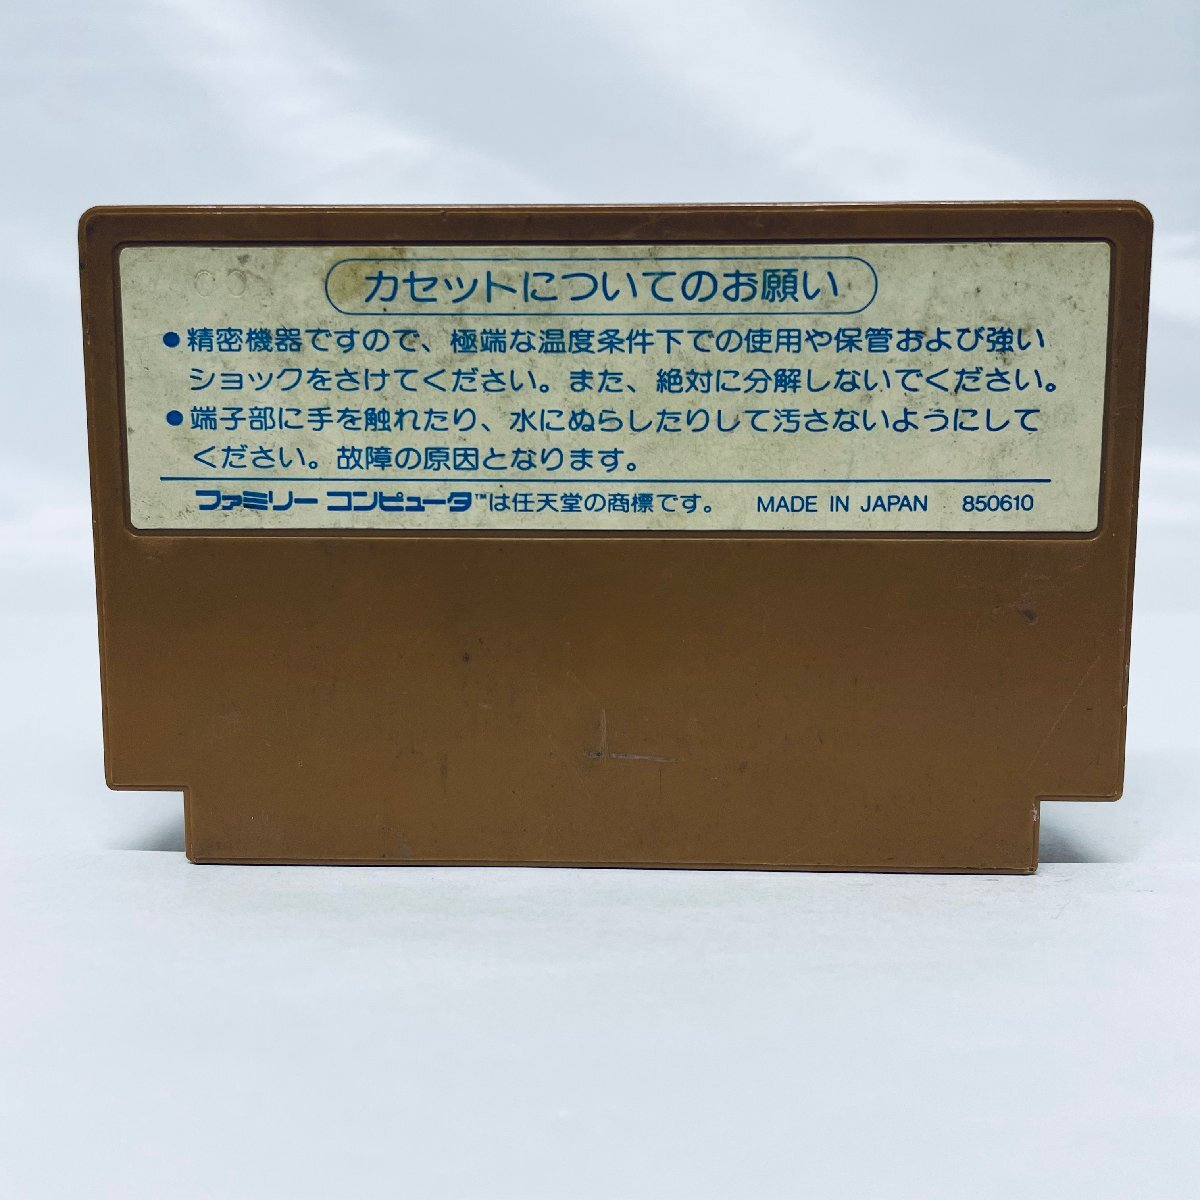 カセットについてのお願い
●精密機器ですので、極端な温度条件下での使用や保管および強い
ショックをさけてください。また、絶対に分解しないでください。
●端子部に手を触れたり、水にぬらしたりして汚さないようにして
ください。故障の原因となります。
ファミリーコンピュータ™は任天堂の商標です。 MADE IN JAPAN 850610